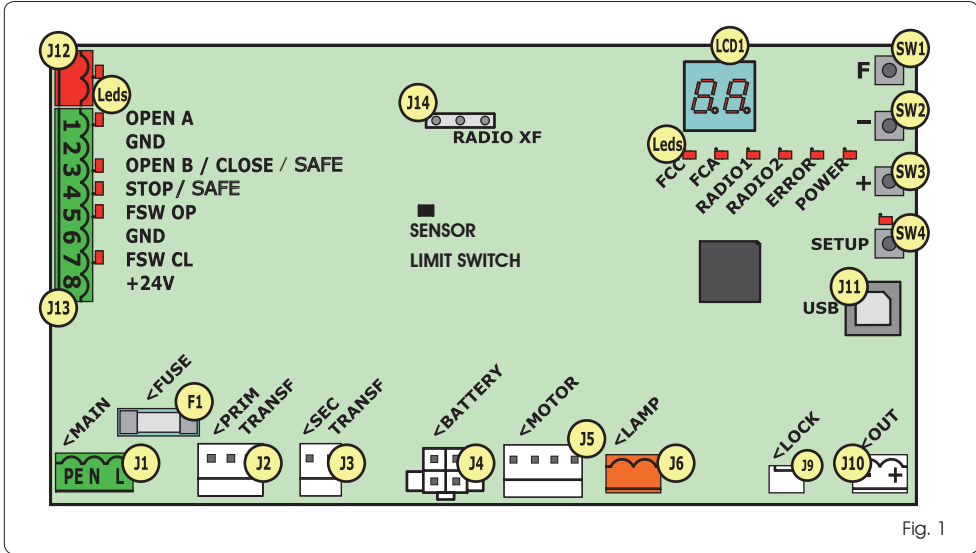 J12
Leds
1 OPEN A
2 GND
3 OPEN B / CLOSE / SAFE
4 STOP / SAFE
5 FSW OP
6 GND
7 FSW CL
8 +24V
J13
J14
RADIO XF
SENSOR
LIMIT SWITCH
LCD1
8.8.
Leds
FCC
FCA
RADIO1
RADIO2
ERROR
POWER
SW1
F
SW2
-
SW3
+
SW4
SETUP
J11
USB
<MAIN
J1
PE N L
<FUSE
F1
<PRIM
TRANSF
J2
<SEC
TRANSF
J3
<BATTERY
J4
<MOTOR
J5
<LAMP
J6
<LOCK
J9
<OUT
J10
- +
Fig. 1